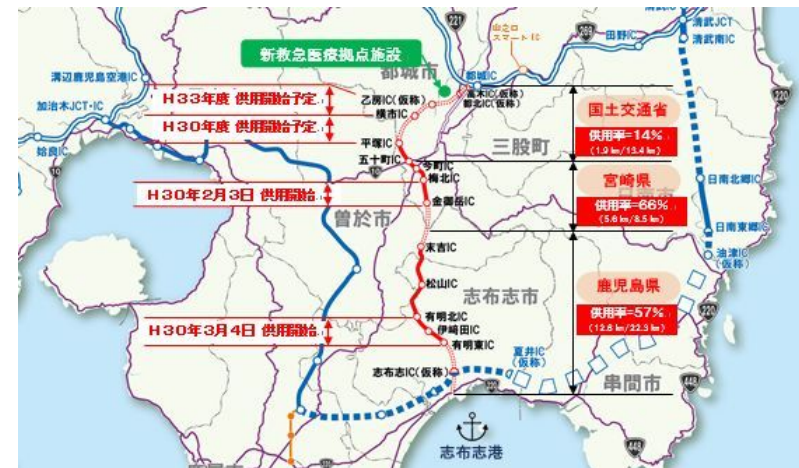 清武JCT
清武南IC
田野IC
山之口
スマートIC
221
269
新救急医療拠点施設
都城市
都城IC
溝辺鹿児島空港IC
加治木JCT・IC
姶良IC
10
H33年度 供用開始予定
H30年度 供用開始予定
乙房IC(仮称)
横市IC
高木IC(仮称)
都北IC(仮称)
平塚IC
五十町IC
今町IC
梅北IC
金御岳IC
三股町
国土交通省
供用率=14%
(1.9km/13.4km)
宮崎県
供用率=66%
(5.6km/8.5km)
日南北郷IC
日南東郷IC
油津IC
(仮称)
H30年2月3日 供用開始
曽於市
末吉IC
松山IC
志布志市
鹿児島県
供用率=57%
(12.8km/22.3km)
220
有明北IC
伊﨑田IC
有明東IC
H30年3月4日 供用開始
夏井IC
(仮称)
志布志IC(仮称)
串間市
448
志布志港
448